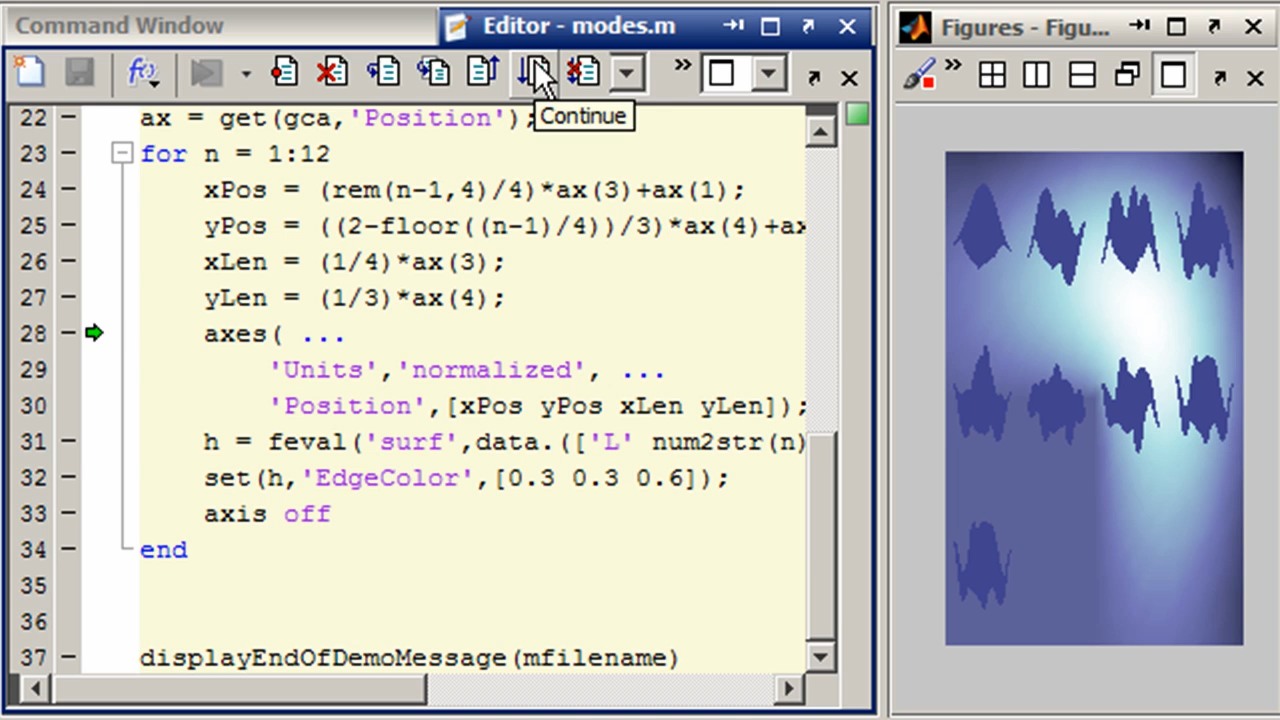 Command Window
Editor - modes.m
Figures - Figu...
Continue
22 ax = get(gca,'Position');
23 for n = 1:12
24 xPos = (rem(n-1,4)/4)*ax(3)+ax(1);
25 yPos = ((2-floor((n-1)/4))/3)*ax(4)+ax
26 xLen = (1/4)*ax(3);
27 yLen = (1/3)*ax(4);
28 axes( ...
29 'Units','normalized', ...
30 'Position',[xPos yPos xLen yLen]);
31 h = feval('surf',data.(['L' num2str(n)
32 set(h,'EdgeColor',[0.3 0.3 0.6]);
33 axis off
34 end
35
36
37 displayEndOfDemoMessage(mfilename)